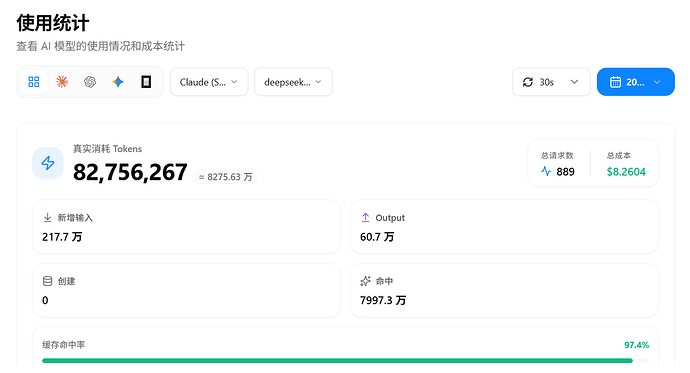 使用统计
查看 AI 模型的使用情况和成本统计
Claude (S...
deepseek...
30s
20...
真实消耗 Tokens
82,756,267 ≈ 8275.63 万
总请求数
889
总成本
$8.2604
新增输入
217.7 万
Output
60.7 万
创建
0
命中
7997.3 万
缓存命中率
97.4%